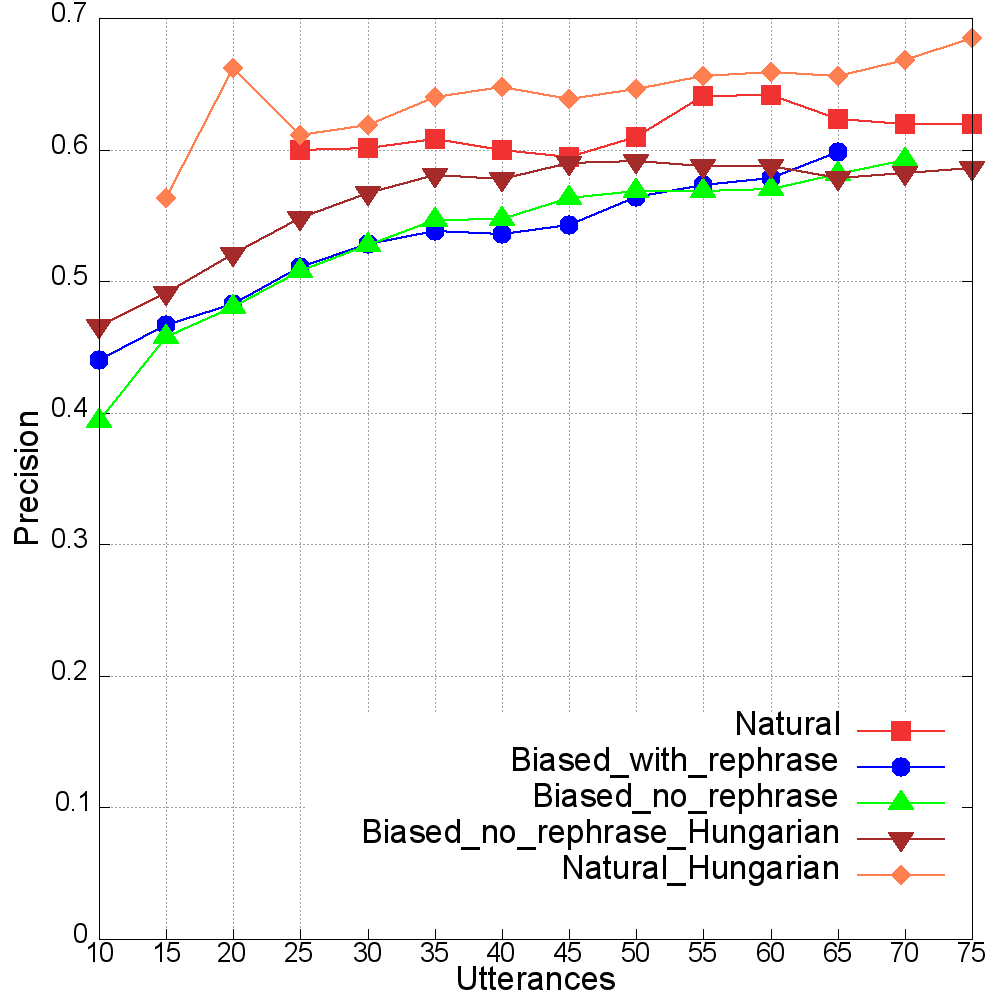 0.7
0.6
0.5
0.4
0.3
0.2
0.1
0
Precision
Natural
Biased_with_rephrase
Biased_no_rephrase
Biased_no_rephrase_Hungarian
Natural_Hungarian
10 15 20 25 30 35 40 45 50 55 60 65 70 75
Utterances